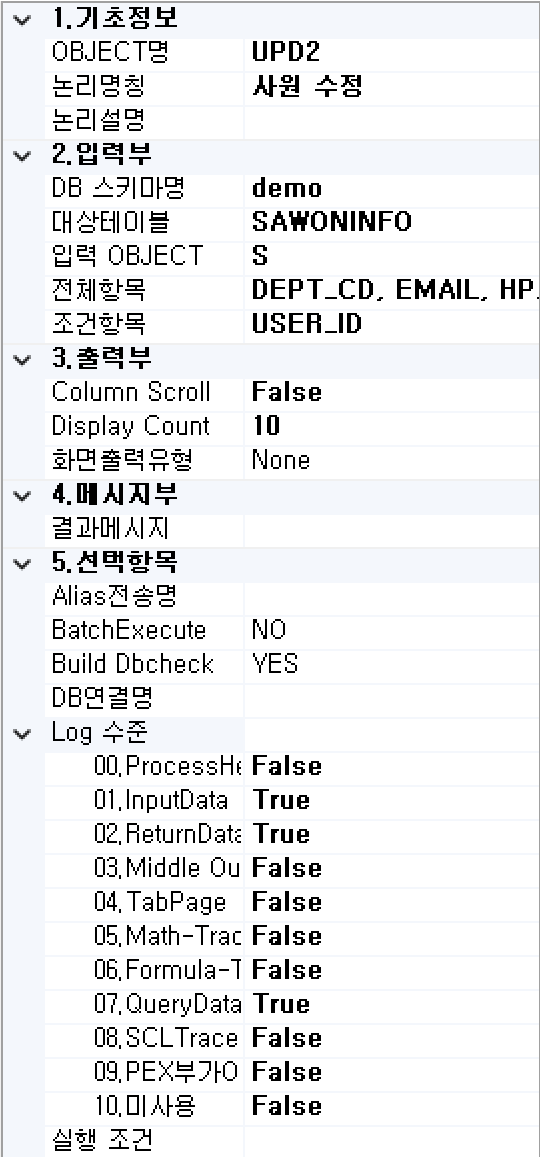 1.기초정보
OBJECT명 UPD2
논리명칭 사원 수정
논리설명
2.입력부
DB 스키마명 demo
대상테이블 SAWONINFO
입력 OBJECT S
전체항목 DEPT_CD, EMAIL, HP.
조건항목 USER_ID
3.출력부
Column Scroll False
Display Count 10
화면출력유형 None
4.메시지부
결과메시지
5.선택항목
Alias전송명
BatchExecute NO
Build Dbcheck YES
DB연결명
Log 수준
00.ProcessHe False
01.InputData True
02.ReturnData True
03.Middle Ou False
04.TabPage False
05.Math-Trac False
06.Formula-T False
07.QueryData True
08.SCLTrace False
09.PEX부가O False
10.미사용 False
실행 조건